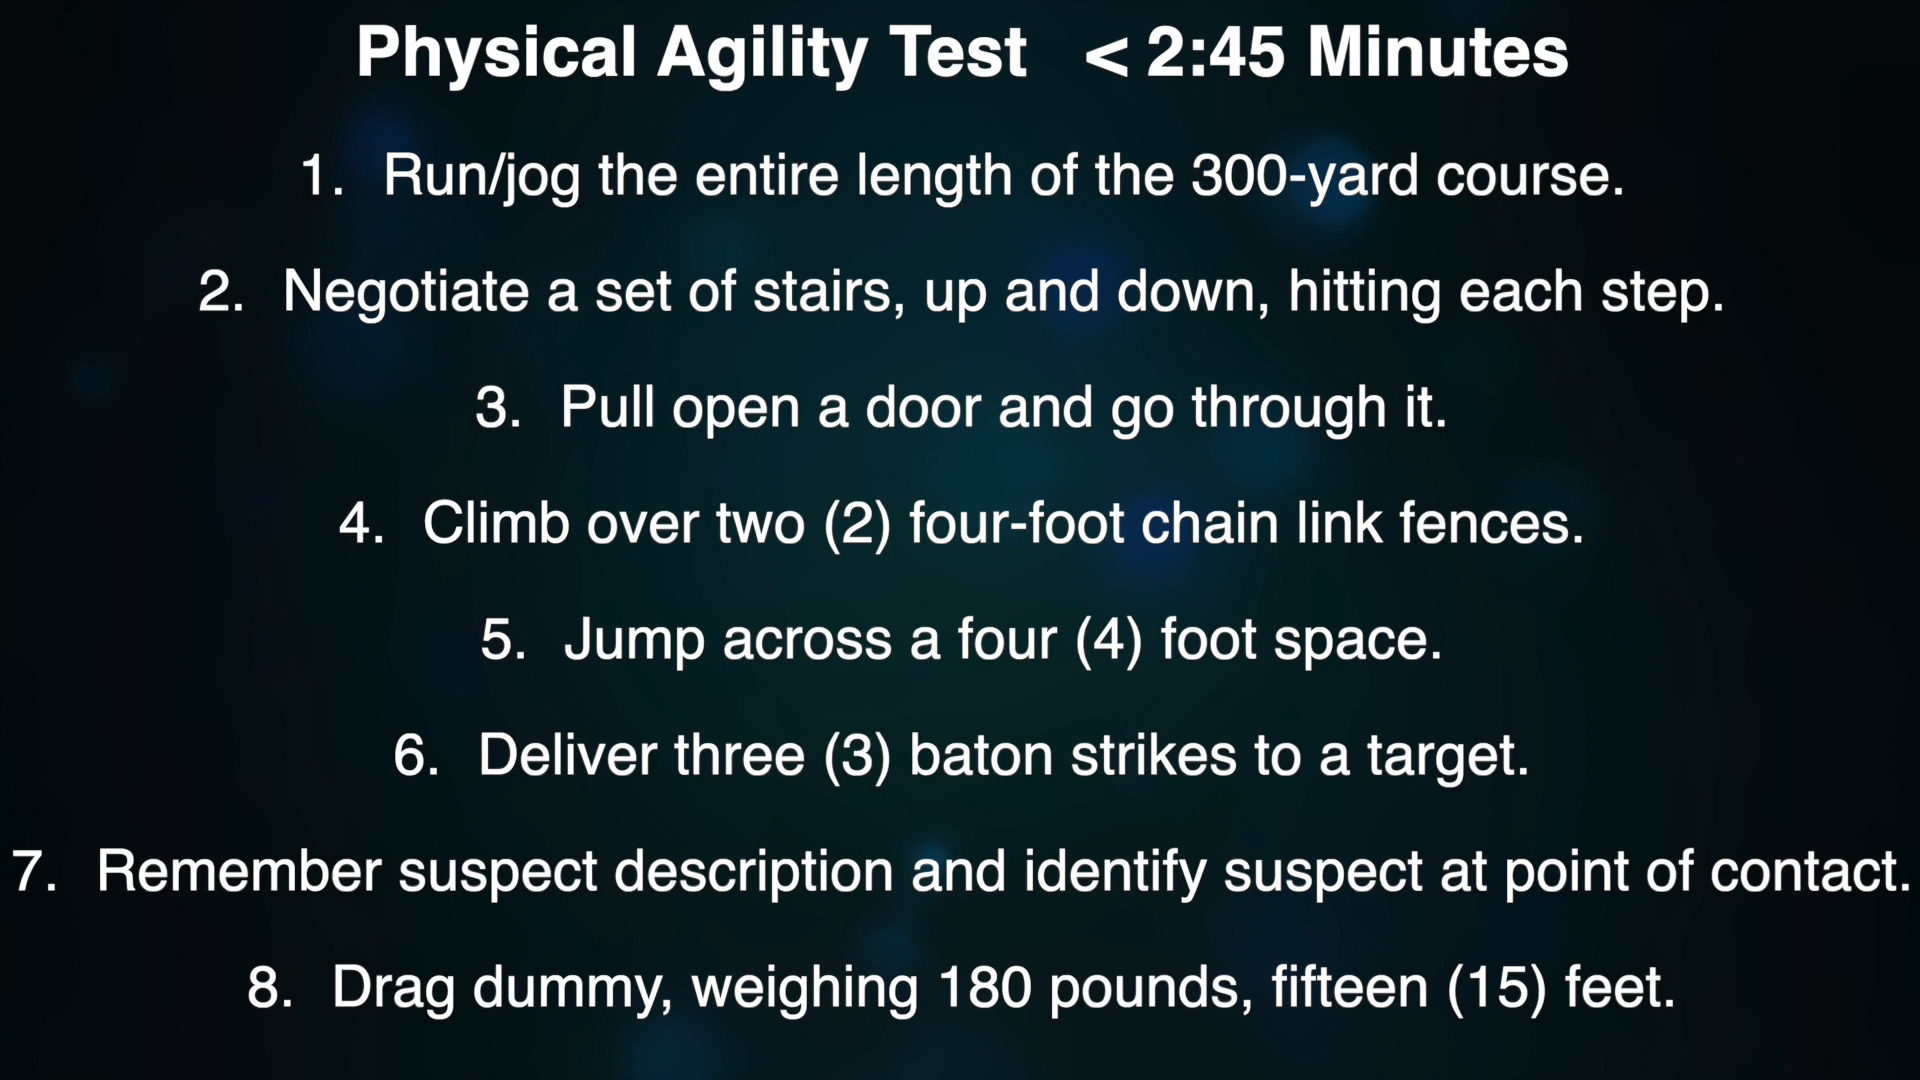 Physical Agility Test < 2:45 Minutes
1. Run/jog the entire length of the 300-yard course.
2. Negotiate a set of stairs, up and down, hitting each step.
3. Pull open a door and go through it.
4. Climb over two (2) four-foot chain link fences.
5. Jump across a four (4) foot space.
6. Deliver three (3) baton strikes to a target.
7. Remember suspect description and identify suspect at point of contact.
8. Drag dummy, weighing 180 pounds, fifteen (15) feet.